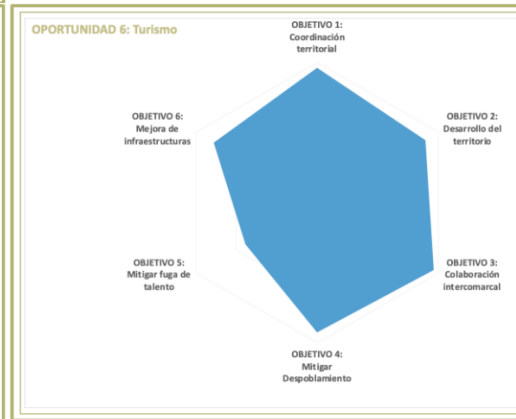 OPORTUNIDAD 6: Turismo
OBJETIVO 1:
Coordinación
territorial
OBJETIVO 2:
Desarrollo del
territorio
OBJETIVO 3:
Colaboración
intercomarcal
OBJETIVO 4:
Mitigar
Despoblamiento
OBJETIVO 5:
Mitigar fuga de
talento
OBJETIVO 6:
Mejora de
infraestructuras